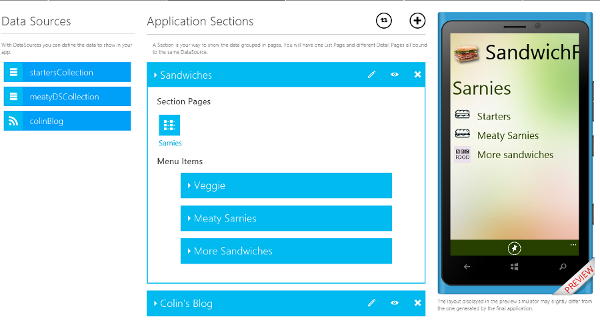 Data Sources
With DataSources you can define the data to show in your
app.
startersCollection
meatyDSCollection
colinBlog
Application Sections
A Section is your way to show the data grouped in pages. You will have one List Page and different Detail Pages all bound
to the same DataSource.
Sandwiches
Section Pages
Sarnies
Menu Items
Veggie
Meaty Sarnies
More Sandwiches
Colin's Blog
SandwichF
Sarnies
Starters
Meaty Sarnies
FOOD
More sandwiches
PREVIEW
The layout displayed in the preview simulator may slightly differ from
the one generated by the final application.